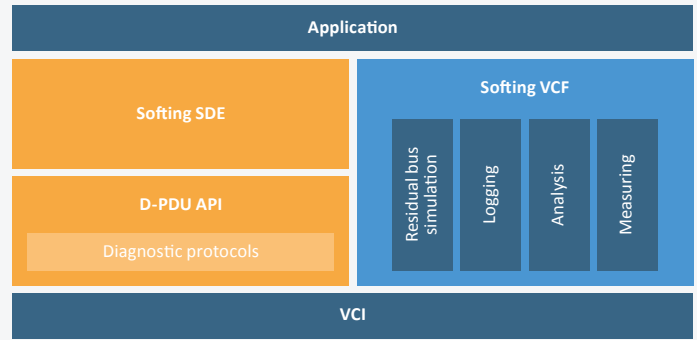 Application
Softing SDE
Softing VCF
D-PDU API
Diagnostic protocols
Residual bus
simulation
Logging
Analysis
Measuring
VCI